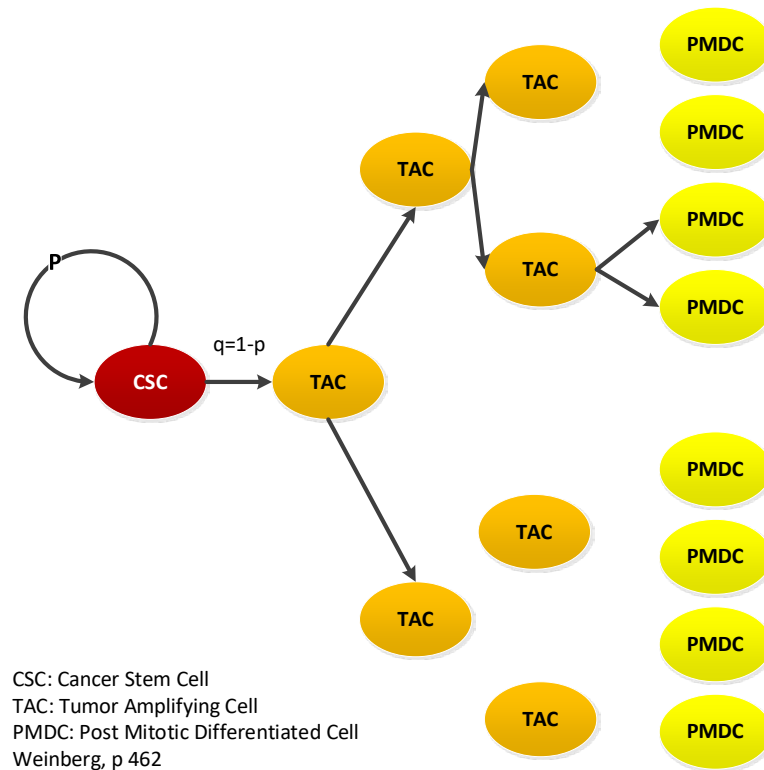 PMDC
TAC
PMDC
TAC
PMDC
P
TAC
PMDC
q=1-p
CSC
TAC
PMDC
TAC
PMDC
TAC
PMDC
CSC: Cancer Stem Cell
TAC: Tumor Amplifying Cell
TAC
PMDC
PMDC: Post Mitotic Differentiated Cell
Weinberg, p 462